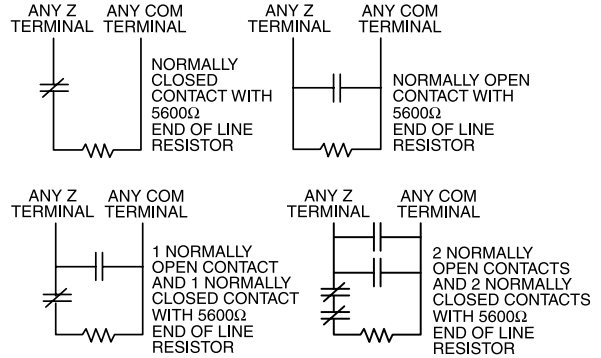 ANY Z TERMINAL
ANY COM TERMINAL
NORMALLY
CLOSED
CONTACT WITH
5600Ω
END OF LINE
RESISTOR
ANY Z TERMINAL
ANY COM TERMINAL
NORMALLY OPEN
CONTACT WITH
5600Ω
END OF LINE
RESISTOR
ANY Z TERMINAL
ANY COM TERMINAL
1 NORMALLY
OPEN CONTACT
AND 1 NORMALLY
CLOSED CONTACT
WITH 5600Ω
END OF LINE
RESISTOR
ANY Z TERMINAL
ANY COM TERMINAL
2 NORMALLY
OPEN CONTACTS
AND 2 NORMALLY
CLOSED CONTACTS
WITH 5600Ω
END OF LINE
RESISTOR